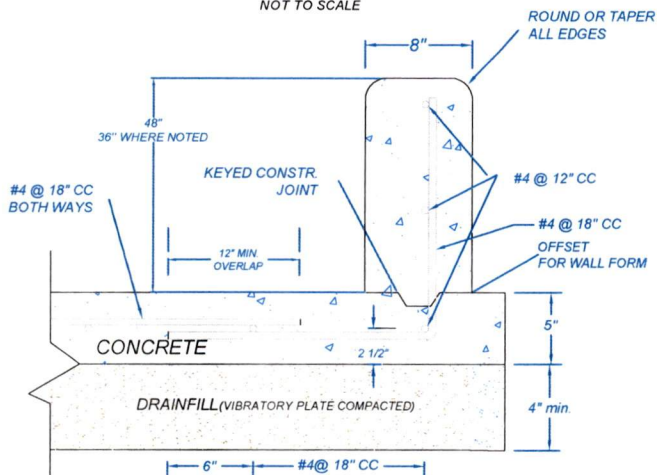 NOT TO SCALE
ROUND OR TAPER
ALL EDGES
8"
48"
36" WHERE NOTED
KEYED CONSTR.
JOINT
#4 @ 12" CC
#4 @ 18" CC
BOTH WAYS
#4 @ 18" CC
OFFSET
FOR WALL FORM
12" MIN.
OVERLAP
5"
2 1/2"
CONCRETE
DRAINFILL (VIBRATORY PLATE COMPACTED)
4" min.
6"
#4@ 18" CC